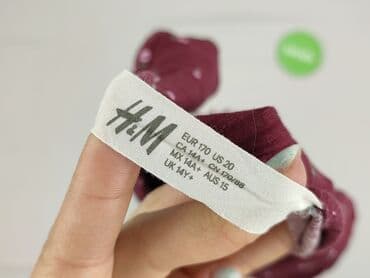 H&M
EUR 170 US 20
CA 14A+ CN 170/88
MX 14A+ AUS 15
UK 14Y+